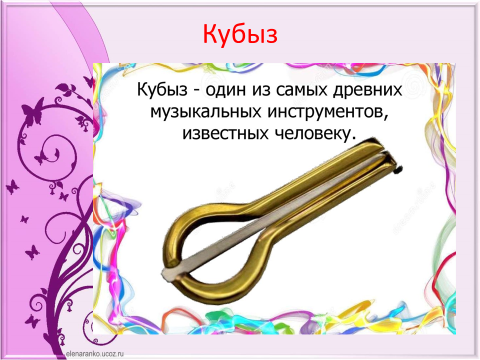 Кубыз
Кубыз - один из самых древних
музыкальных инструментов,
известных человеку.
elenaranko.ucoz.ru